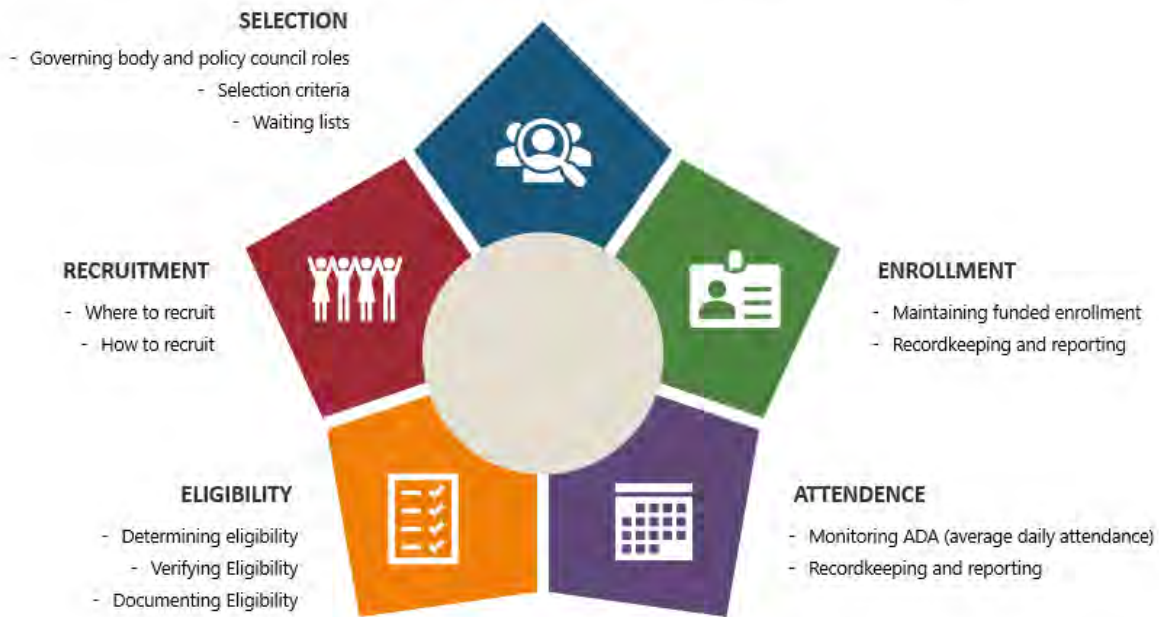 SELECTION
- Governing body and policy council roles
- Selection criteria
- Waiting lists
RECRUITMENT
- Where to recruit
- How to recruit
ENROLLMENT
- Maintaining funded enrollment
- Recordkeeping and reporting
ELIGIBILITY
- Determining eligibility
- Verifying Eligibility
- Documenting Eligibility
ATTENDENCE
- Monitoring ADA (average daily attendance)
- Recordkeeping and reporting